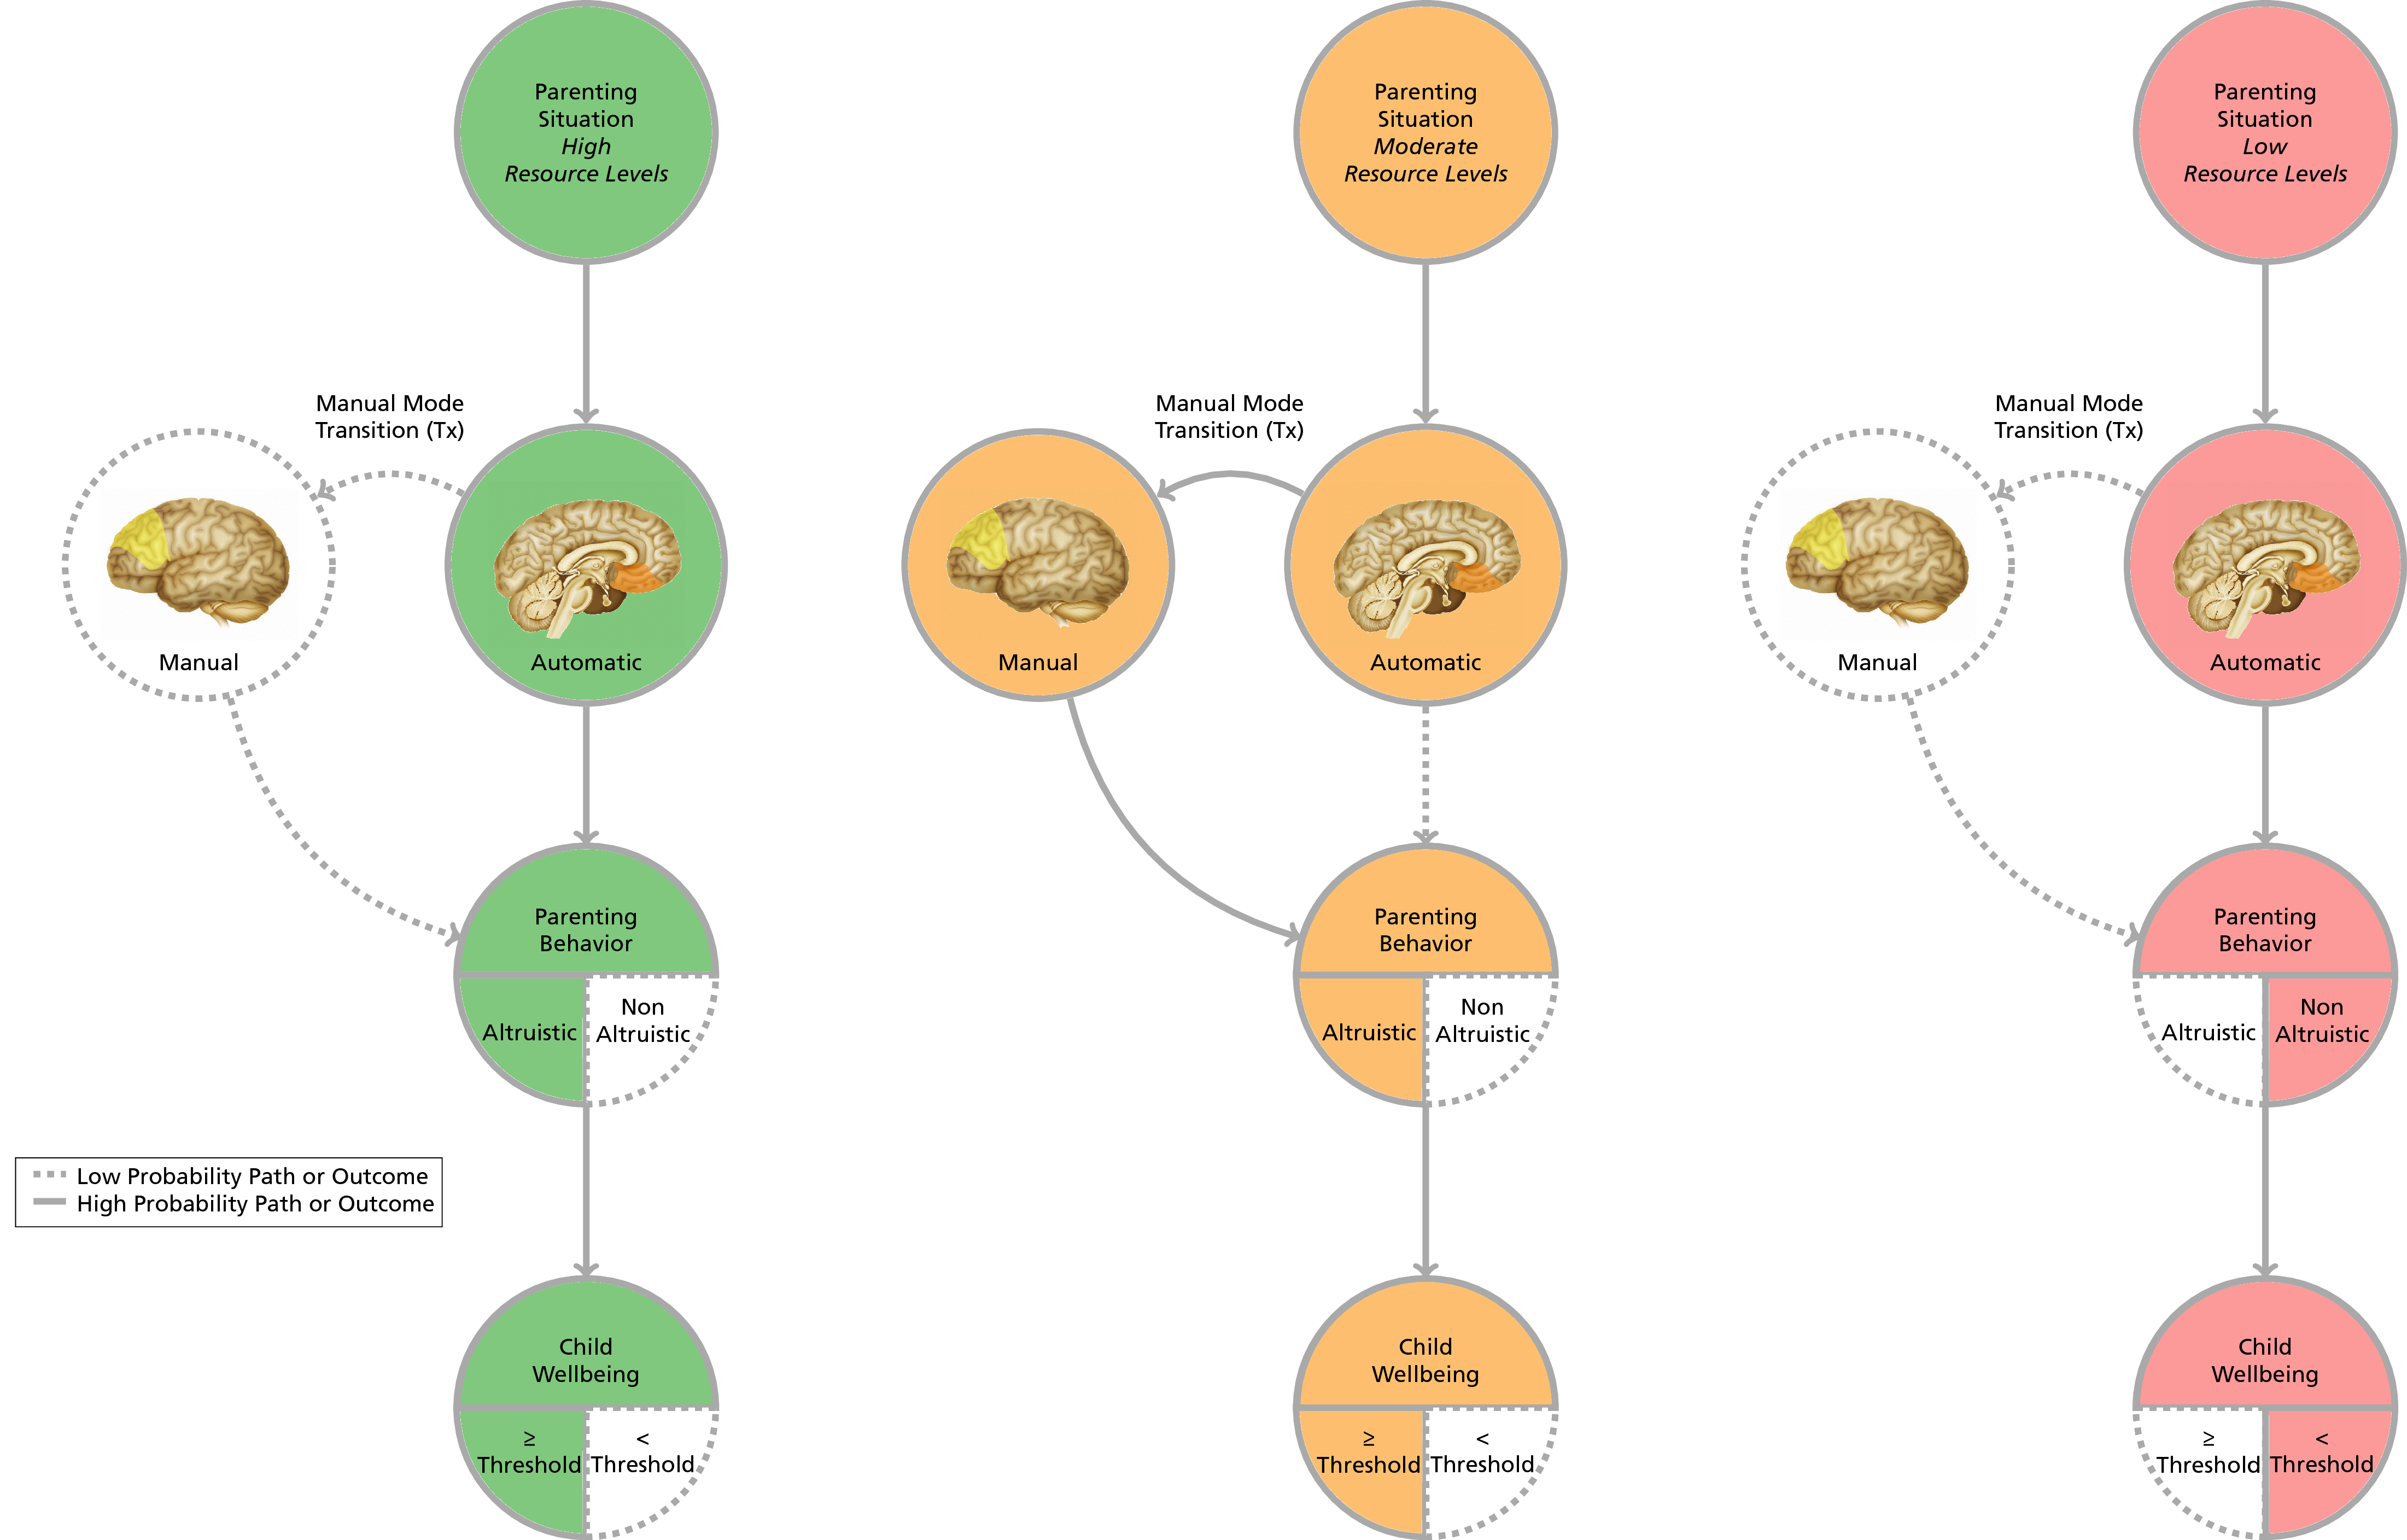 Parenting
Situation
High
Resource Levels
Manual Mode
Transition (Tx)
Manual
Automatic
Parenting
Behavior
Altruistic
Non
Altruistic
Low Probability Path or Outcome
High Probability Path or Outcome
Child
Wellbeing
≥
Threshold
<
Threshold
Parenting
Situation
Moderate
Resource Levels
Manual Mode
Transition (Tx)
Manual
Automatic
Parenting
Behavior
Altruistic
Non
Altruistic
Child
Wellbeing
≥
Threshold
<
Threshold
Parenting
Situation
Low
Resource Levels
Manual Mode
Transition (Tx)
Manual
Automatic
Parenting
Behavior
Altruistic
Non
Altruistic
Child
Wellbeing
≥
Threshold
<
Threshold